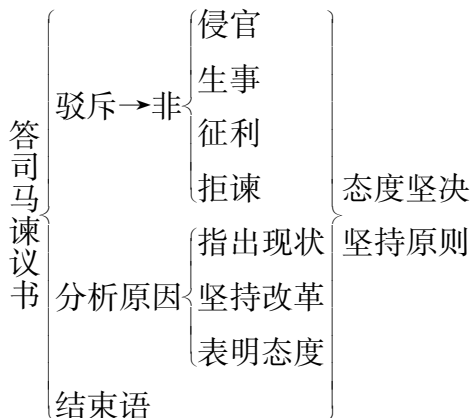 答司马谏议书
驳斥→非
侵官
生事
征利
拒谏
分析原因
指出现状
坚持改革
表明态度
结束语
态度坚决
坚持原则